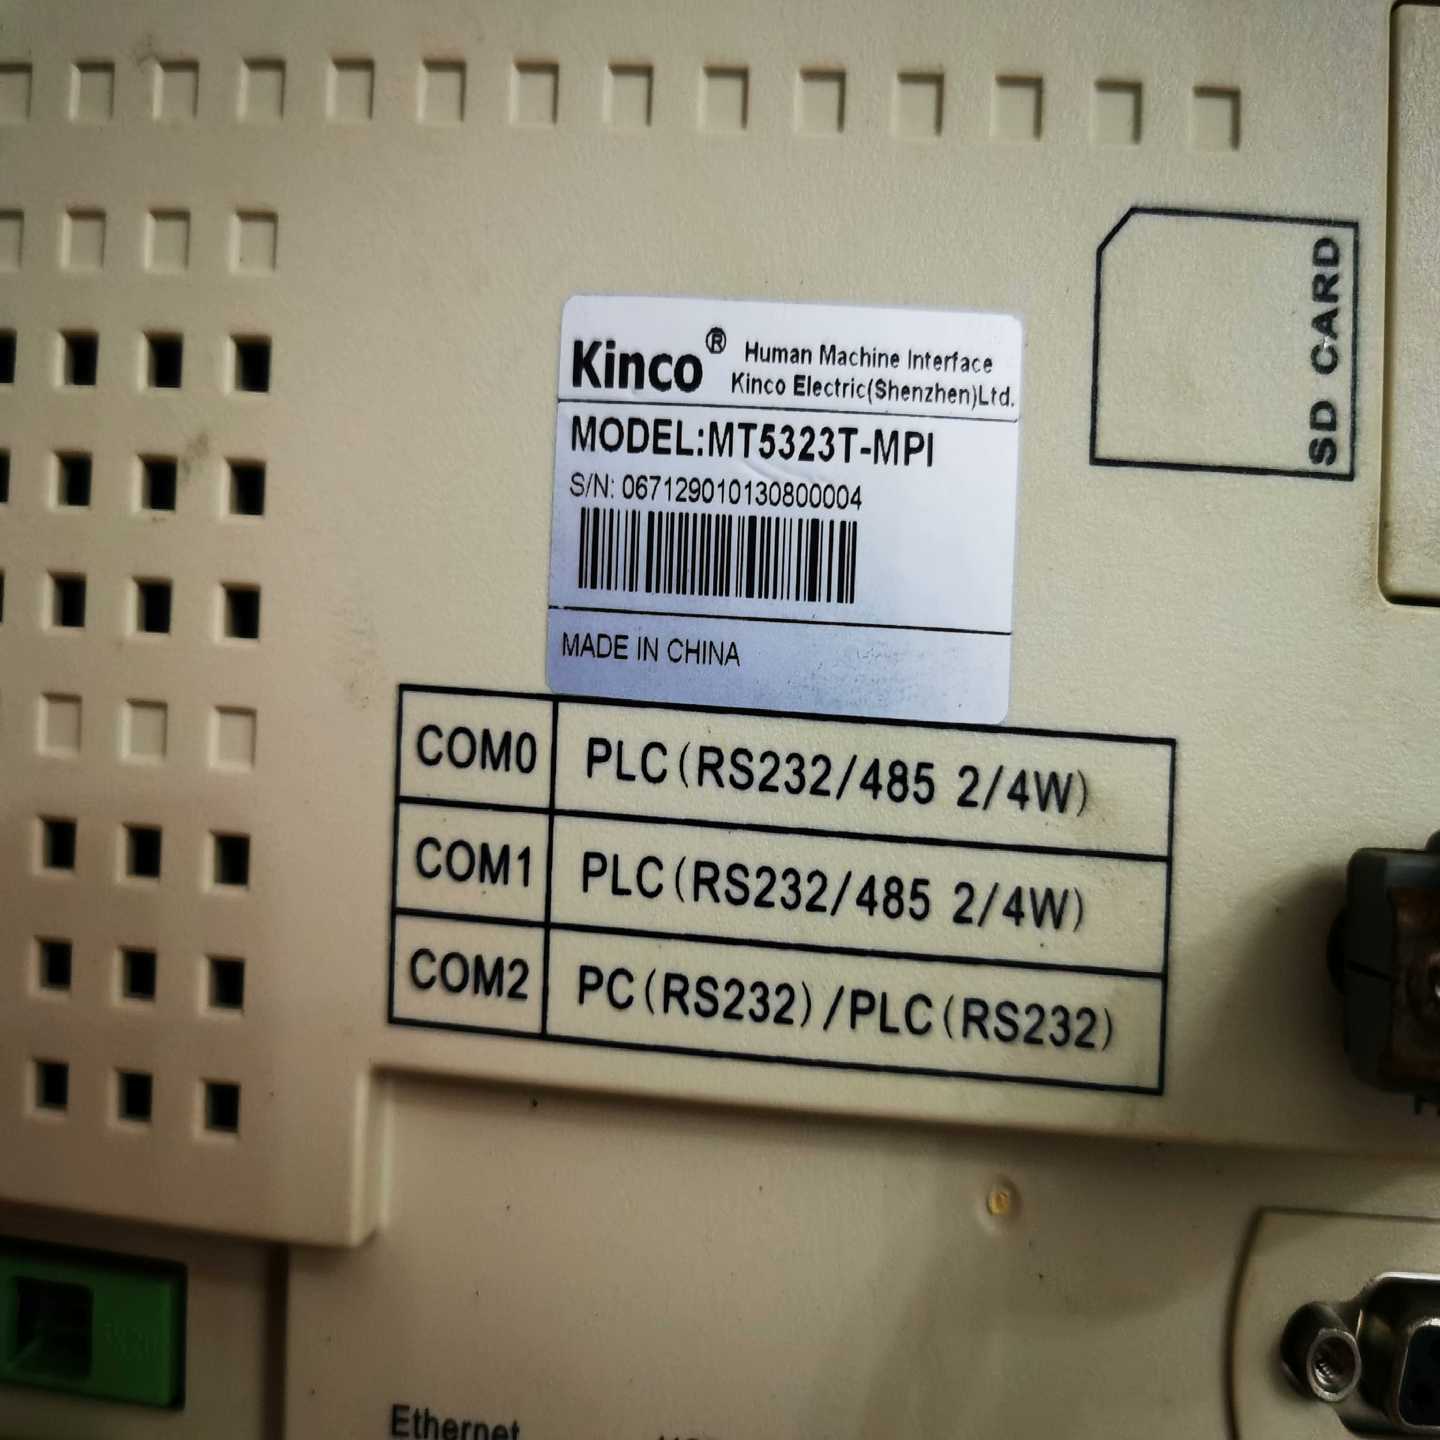 SD CARD
Kinco® Human Machine Interface
Kinco Electric(Shenzhen)Ltd.
MODEL:MT5323T-MPI
S/N: 067129010130800004
MADE IN CHINA
COM0 PLC(RS232/485 2/4W)
COM1 PLC(RS232/485 2/4W)
COM2 PC(RS232)/PLC(RS232)
Ethernet